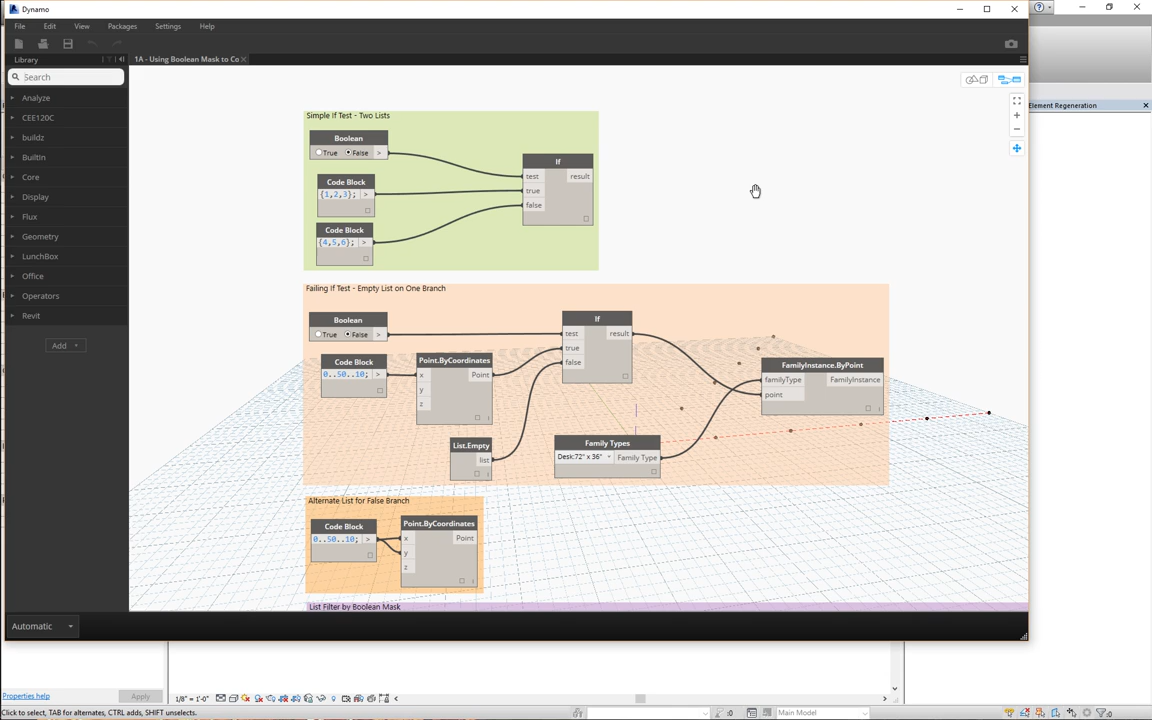 Dynamo
File Edit View Packages Settings Help
Library
1A - Using Boolean Mask to Co
Search
Analyze
CEE120C
buildz
BuiltIn
Core
Display
Flux
Geometry
LunchBox
Office
Operators
Revit
Add
Automatic
Simple If Test - Two Lists
Boolean
True False >
Code Block
{1,2,3}; >
Code Block
{4,5,6}; >
If
test result
true
false
Failing If Test - Empty List on One Branch
Boolean
True False >
Code Block
0..50..10; >
Point.ByCoordinates
x Point
y
z
List.Empty
list
If
test result
true
false
Family Types
Desk:72" x 36" Family Type
FamilyInstance.ByPoint
familyType FamilyInstance
point
Alternate List for False Branch
Code Block
0..50..10; >
Point.ByCoordinates
x Point
y
z
List Filter by Boolean Mask
Element Regeneration
Properties help Apply
1/8" = 1'-0"
Click to select, TAB for alternates, CTRL adds, SHIFT unselects.
:0
Main Model
:0